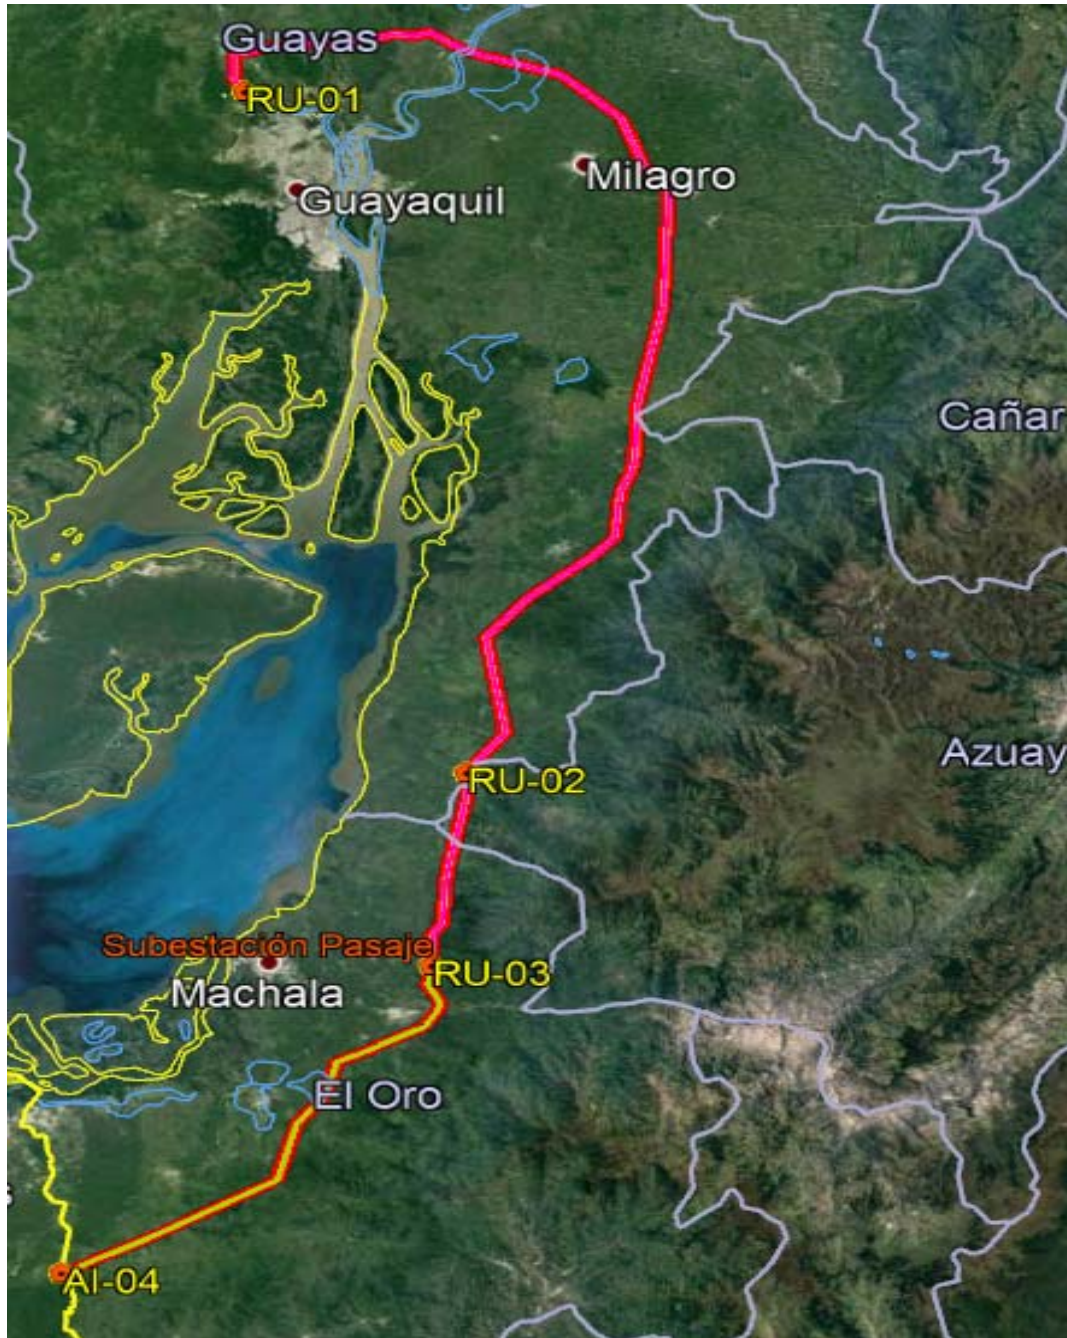 Guayas
RU-01
Milagro
Guayaquil
Cañar
Azuay
RU-02
Subestación Pasaje
RU-03
Machala
El Oro
AI-04